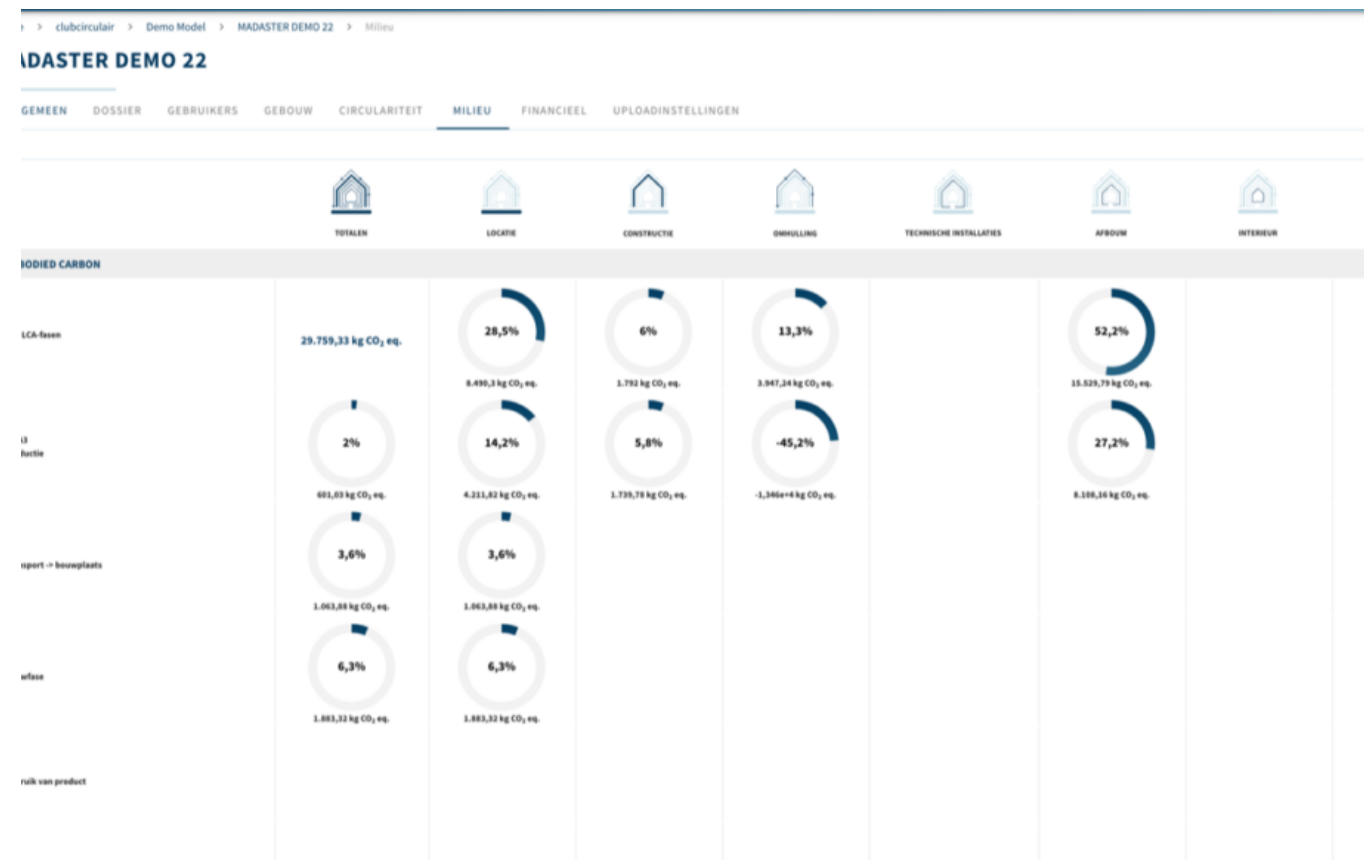 > clubcirculair > Demo Model > MADASTER DEMO 22 > Milieu
ADASTER DEMO 22
GEMEEN DOSSIER GEBRUIKERS GEBOUW CIRCULARITEIT MILIEU FINANCIEEL UPLOADINSTELLINGEN
TOTALEN LOCATIE CONSTRUCTIE OMHULLING TECHNISCHE INSTALLATIES AFBOUW INTERIEUR
BODIED CARBON
LCA-fasen
29.759,33 kg CO₂ eq.
28,5% 6% 13,3% 52,2%
8.490,3 kg CO₂ eq. 1.792 kg CO₂ eq. 3.947,24 kg CO₂ eq. 15.529,79 kg CO₂ eq.
ductie
2% 14,2% 5,8% -45,2% 27,2%
601,03 kg CO₂ eq. 4.211,82 kg CO₂ eq. 1.739,78 kg CO₂ eq. -1,346e+4 kg CO₂ eq. 8.108,16 kg CO₂ eq.
nsport -> bouwplaats
3,6% 3,6%
1.063,88 kg CO₂ eq. 1.063,88 kg CO₂ eq.
wfase
6,3% 6,3%
1.883,32 kg CO₂ eq. 1.883,32 kg CO₂ eq.
ruik van product